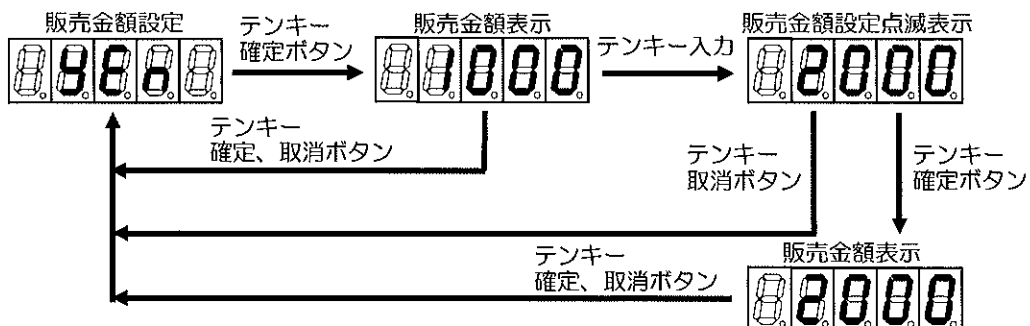 販売金額設定
yEn
テンキー
確定ボタン
販売金額表示
1000
テンキー入力
販売金額設定点滅表示
2000
テンキー
確定、取消ボタン
テンキー
取消ボタン
テンキー
確定ボタン
テンキー
確定、取消ボタン
販売金額表示
2000